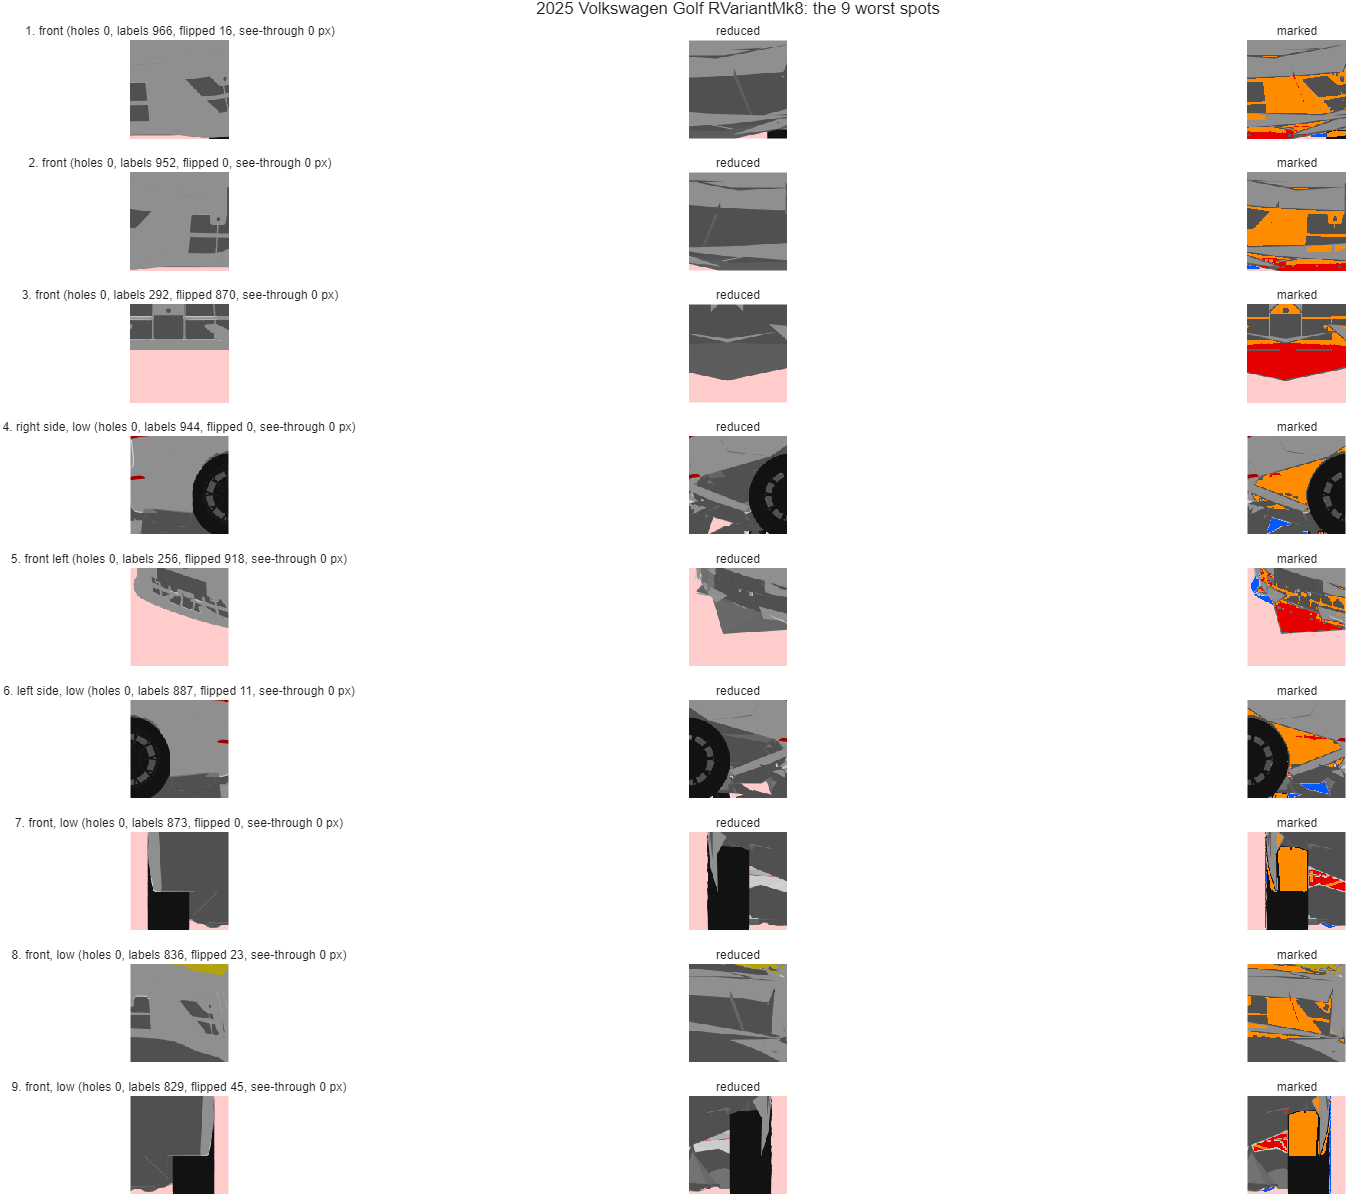 2025 Volkswagen Golf RVariantMk8: the 9 worst spots
1. front (holes 0, labels 966, flipped 16, see-through 0 px)
reduced
marked
2. front (holes 0, labels 952, flipped 0, see-through 0 px)
reduced
marked
3. front (holes 0, labels 292, flipped 870, see-through 0 px)
reduced
marked
4. right side, low (holes 0, labels 944, flipped 0, see-through 0 px)
reduced
marked
5. front left (holes 0, labels 256, flipped 918, see-through 0 px)
reduced
marked
6. left side, low (holes 0, labels 887, flipped 11, see-through 0 px)
reduced
marked
7. front, low (holes 0, labels 873, flipped 0, see-through 0 px)
reduced
marked
8. front, low (holes 0, labels 836, flipped 23, see-through 0 px)
reduced
marked
9. front, low (holes 0, labels 829, flipped 45, see-through 0 px)
reduced
marked